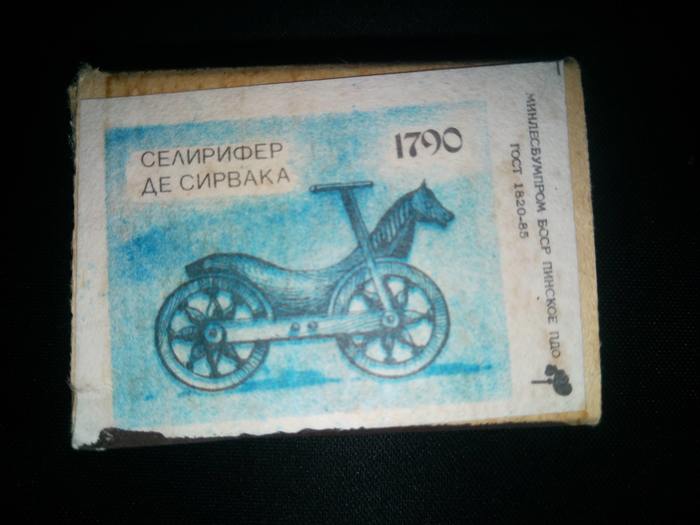 СЕЛИРИФЕР
ДЕ СИРВАКА
1790
МИНЛЕСБУМПРОМ БССР ПИНСКОЕ ПДО
ГОСТ 1820-85